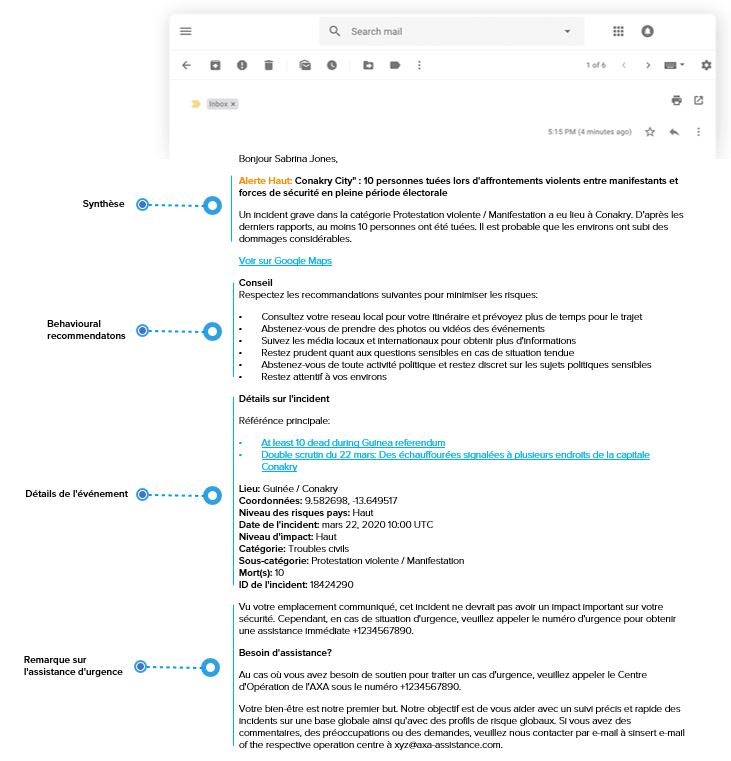 Search mail
1 of 6
Inbox ×
5:15 PM (4 minutes ago)
Bonjour Sabrina Jones,
Synthèse
Alerte Haut: Conakry City" : 10 personnes tuées lors d'affrontements violents entre manifestants et
forces de sécurité en pleine période électorale
Un incident grave dans la catégorie Protestation violente / Manifestation a eu lieu à Conakry. D'après les
derniers rapports, au moins 10 personnes ont été tuées. Il est probable que les environs ont subi des
dommages considérables.
Voir sur Google Maps
Behavioural
recommendatons
Conseil
Respectez les recommandations suivantes pour minimiser les risques:
• Consultez votre reseau local pour votre itinéraire et prévoyez plus de temps pour le trajet
• Abstenez-vous de prendre des photos ou vidéos des événements
• Suivez les média locaux et internationaux pour obtenir plus d'informations
• Restez prudent quant aux questions sensibles en cas de situation tendue
• Abstenez-vous de toute activité politique et restez discret sur les sujets politiques sensibles
• Restez attentif à vos environs
Détails de l'événement
Détails sur l'incident
Référénce principale:
• At least 10 dead during Guinea referendum
• Double scrutin du 22 mars: Des échauffourées signalées à plusieurs endroits de la capitale
Conakry
Lieu: Guinée / Conakry
Coordonnées: 9.582698, -13.649517
Niveau des risques pays: Haut
Date de l'incident: mars 22, 2020 10:00 UTC
Niveau d'impact: Haut
Catégorie: Troubles civils
Sous-catégorie: Protestation violente / Manifestation
Mort(s): 10
ID de l'incident: 18424290
Remarque sur
l'assistance d'urgence
Vu votre emplacement communiqué, cet incident ne devrait pas avoir un impact important sur votre
sécurité. Cependant, en cas de situation d'urgence, veuillez appeler le numéro d'urgence pour obtenir
une assistance immédiate +1234567890.
Besoin d'assistance?
Au cas où vous avez besoin de soutien pour traiter un cas d'urgence, veuillez appeler le Centre
d'Opération de l'AXA sous le numéro +1234567890.
Votre bien-être est notre premier but. Notre objectif est de vous aider avec un suivi précis et rapide des
incidents sur une base globale ainsi qu'avec des profils de risque globaux. Si vous avez des
commentaires, des préoccupations ou des demandes, veuillez nous contacter par e-mail à sinsert e-mail
of the respective operation centre à xyz@axa-assistance.com.